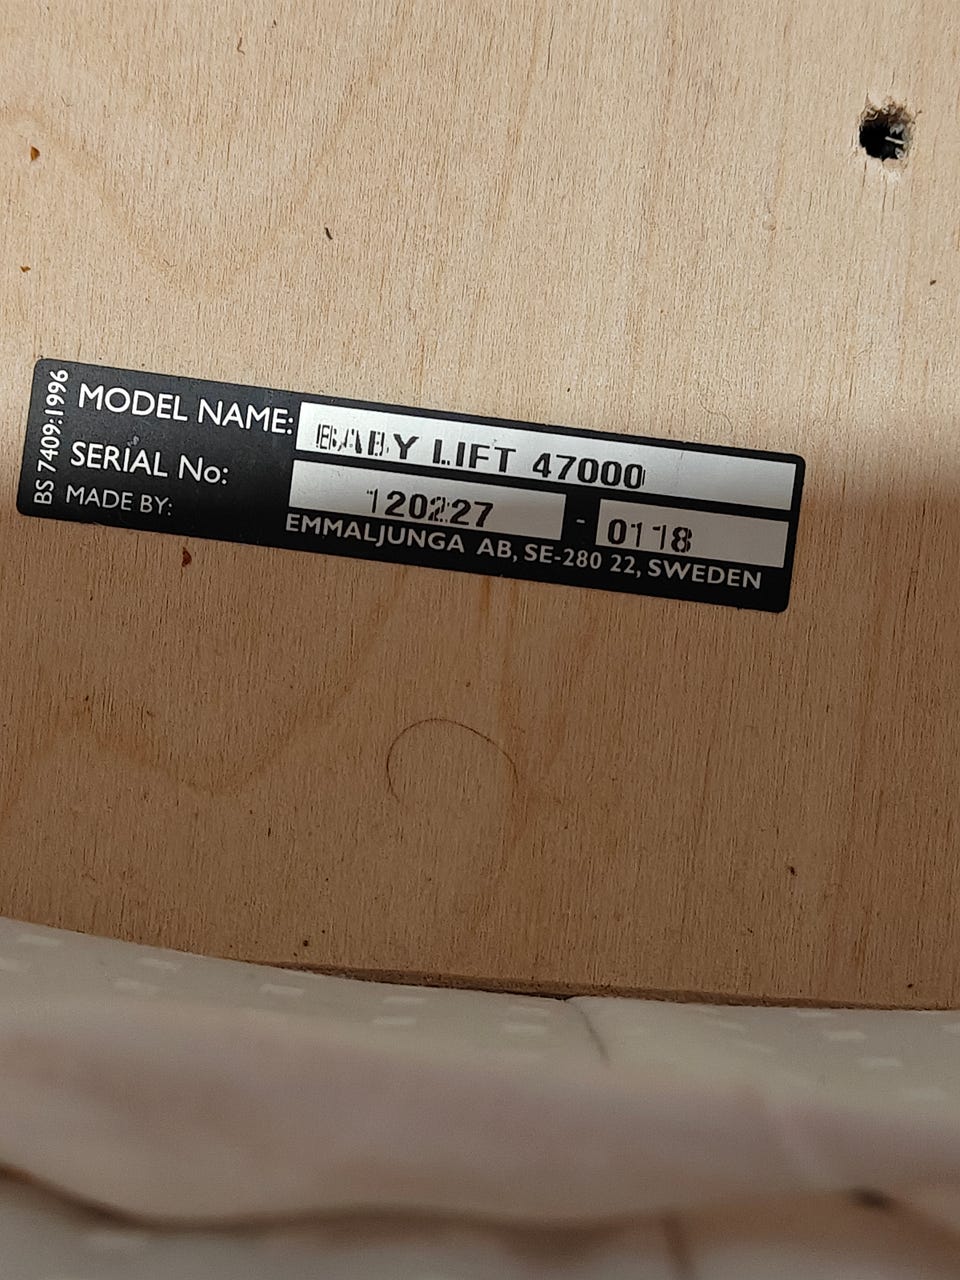 BS 7409:1996
MODEL NAME: BABY LIFT 47000
SERIAL No: 120227 - 0118
MADE BY: EMMALJUNGA AB, SE-280 22, SWEDEN